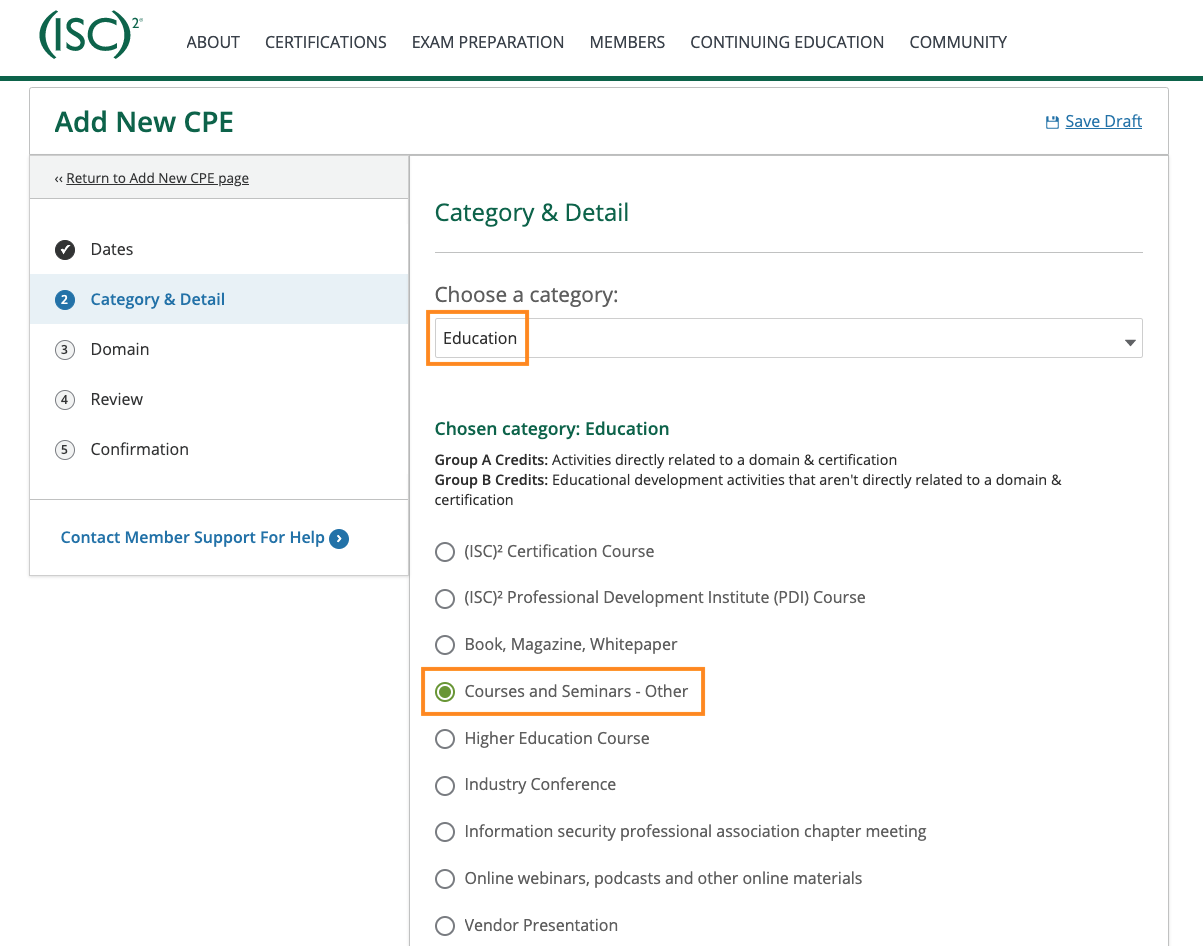 (ISC)²®
ABOUT CERTIFICATIONS EXAM PREPARATION MEMBERS CONTINUING EDUCATION COMMUNITY
Add New CPE
Save Draft
‹‹ Return to Add New CPE page
Dates
2 Category & Detail
3 Domain
4 Review
5 Confirmation
Contact Member Support For Help
Category & Detail
Choose a category:
Education
Chosen category: Education
Group A Credits: Activities directly related to a domain & certification
Group B Credits: Educational development activities that aren't directly related to a domain &
certification
(ISC)² Certification Course
(ISC)² Professional Development Institute (PDI) Course
Book, Magazine, Whitepaper
Courses and Seminars - Other
Higher Education Course
Industry Conference
Information security professional association chapter meeting
Online webinars, podcasts and other online materials
Vendor Presentation